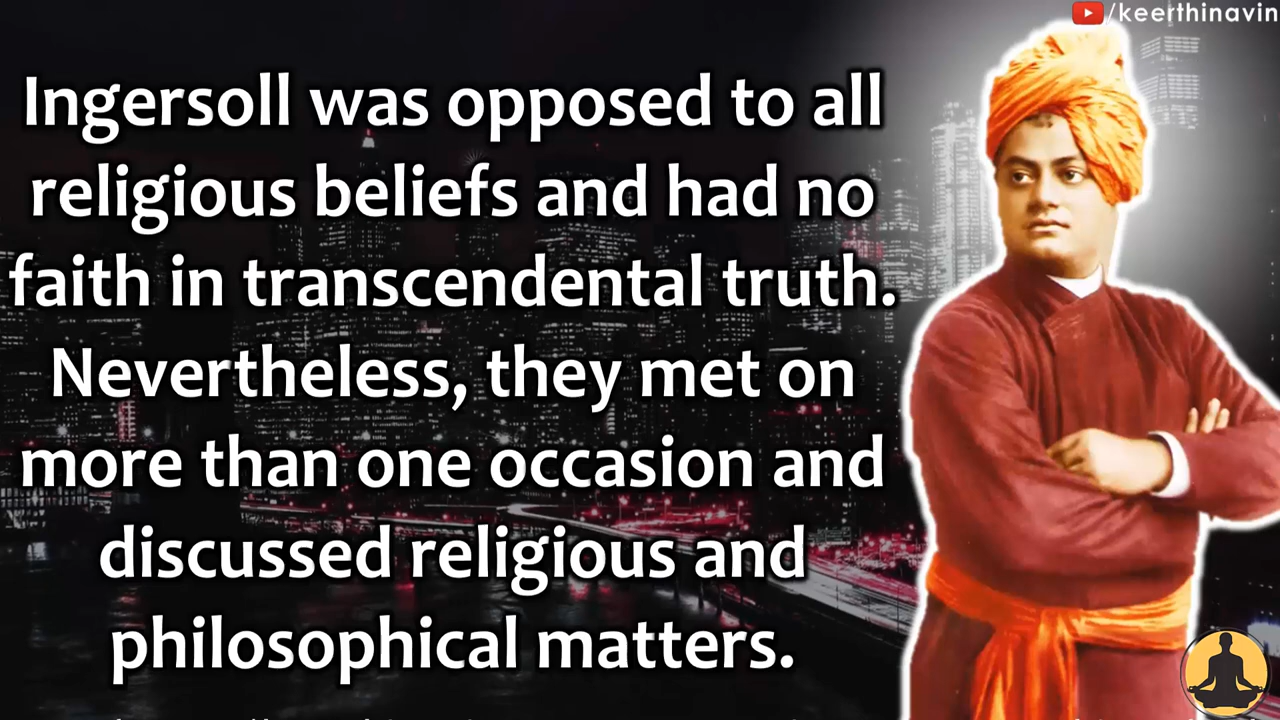 /keerthinavin
Ingersoll was opposed to all
religious beliefs and had no
faith in transcendental truth.
Nevertheless, they met on
more than one occasion and
discussed religious and
philosophical matters.